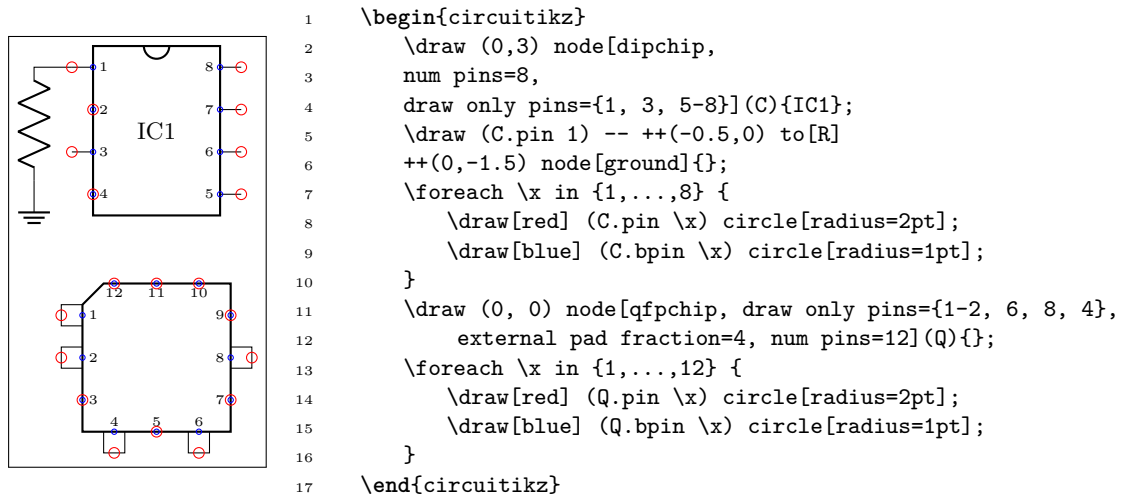 1 8
2 7
IC1
3 6
4 5
12 11 10
1 9
2 8
3 7
4 5 6
1 \begin{circuitikz}
2 \draw (0,3) node[dipchip,
3 num pins=8,
4 draw only pins={1, 3, 5-8}](C){IC1};
5 \draw (C.pin 1) -- ++(-0.5,0) to[R]
6 ++(0,-1.5) node[ground]{};
7 \foreach \x in {1,...,8} {
8 \draw[red] (C.pin \x) circle[radius=2pt];
9 \draw[blue] (C.bpin \x) circle[radius=1pt];
10 }
11 \draw (0, 0) node[qfpchip, draw only pins={1-2, 6, 8, 4},
12 external pad fraction=4, num pins=12](Q){};
13 \foreach \x in {1,...,12} {
14 \draw[red] (Q.pin \x) circle[radius=2pt];
15 \draw[blue] (Q.bpin \x) circle[radius=1pt];
16 }
17 \end{circuitikz}